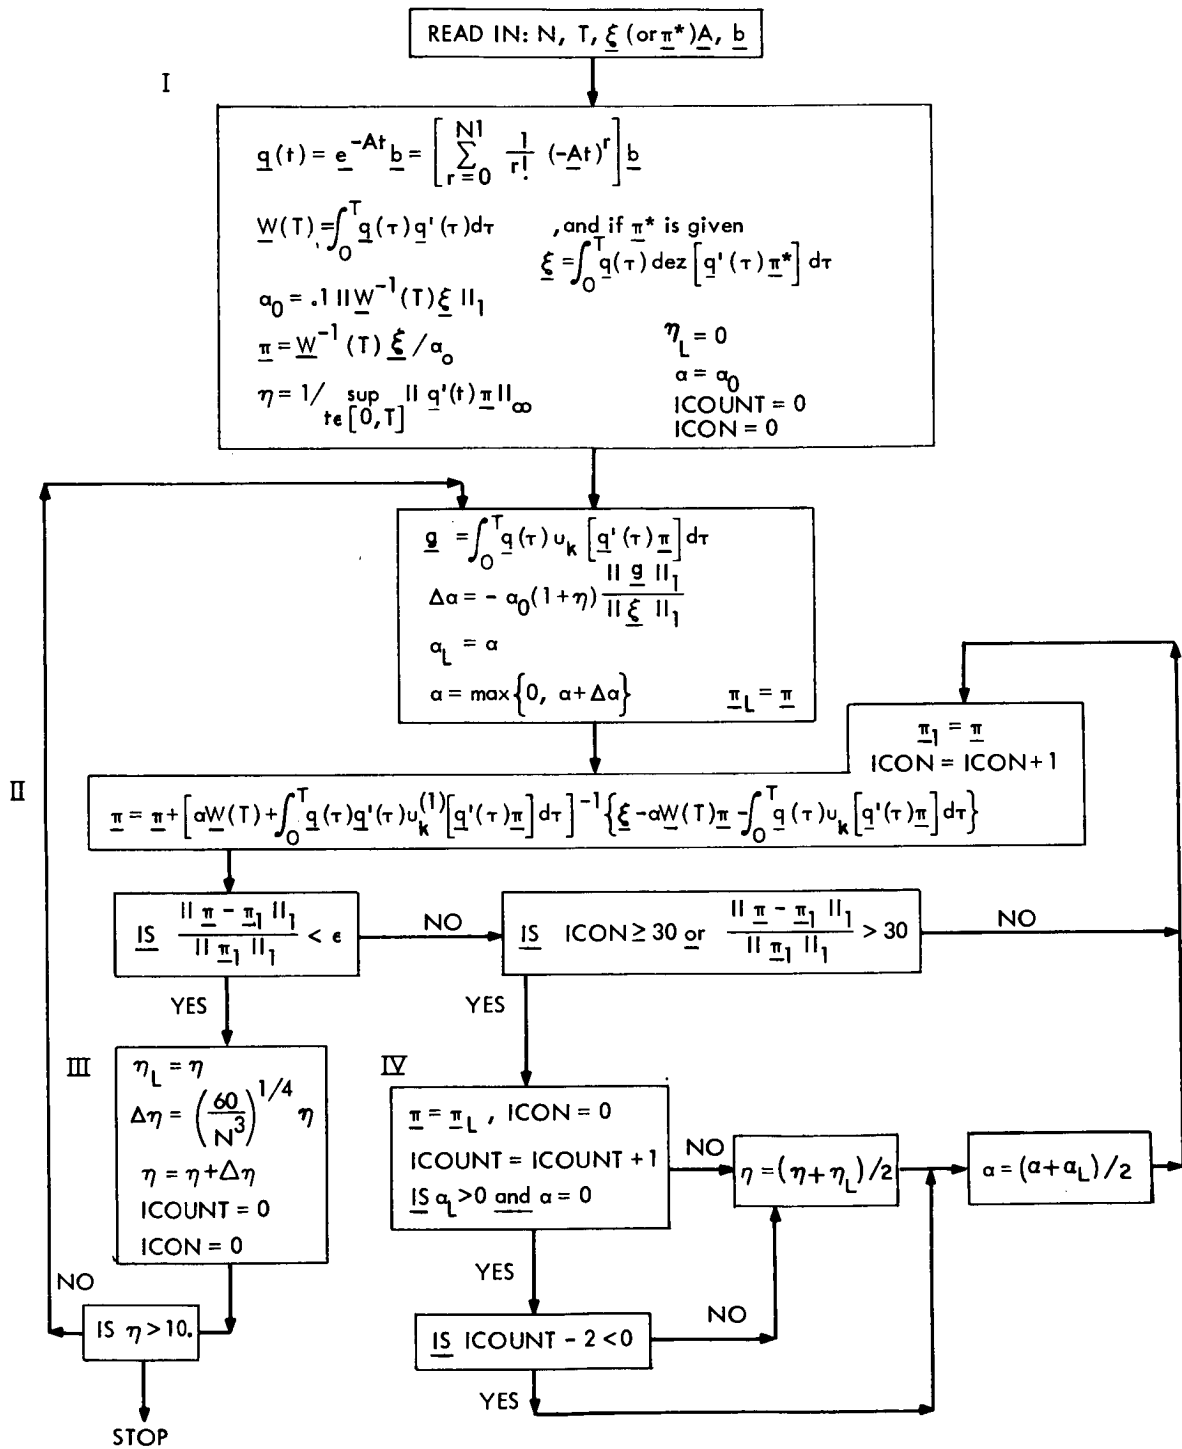 READ IN: N, T, ξ (or π*) A, b
I
q(t) = e^{-At} b = [ Σ_{r=0}^{N1} 1/r! (-At)^r ] b
W(T) = ∫_0^T q(τ) q'(τ)dτ , and if π* is given
ξ = ∫_0^T q(τ) dez [q'(τ) π*] dτ
α_0 = .1 || W^{-1}(T) ξ ||_1
π = W^{-1} (T) ξ / α_o
η = 1/ sup_{tϵ[0,T]} || q'(t) π ||_∞
η_L = 0
α = α_0
ICOUNT = 0
ICON = 0
g = ∫_0^T q(τ) u_k [q'(τ) π] dτ
Δα = - α_0 (1+η) || g ||_1 / || ξ ||_1
α_L = α
α = max{0, α+Δα} π_L = π
π_1 = π
ICON = ICON + 1
II
π = π + [αW(T) + ∫_0^T q(τ)q'(τ)u_k^{(1)}[q'(τ)π]dτ]^{-1} {ξ - αW(T)π - ∫_0^T q(τ)u_k[q'(τ)π]dτ}
IS || π - π_1 ||_1 / || π_1 ||_1 < ϵ
NO
IS ICON ≥ 30 or || π - π_1 ||_1 / || π_1 ||_1 > 30
NO
YES
YES
III
η_L = η
Δη = (60/N^3)^{1/4} η
η = η+Δη
ICOUNT = 0
ICON = 0
IV
π = π_L , ICON = 0
ICOUNT = ICOUNT + 1
IS α_L > 0 and α = 0
NO
η = (η + η_L)/2
α = (α + α_L)/2
YES
NO
IS η > 10.
IS ICOUNT - 2 < 0
NO
YES
STOP